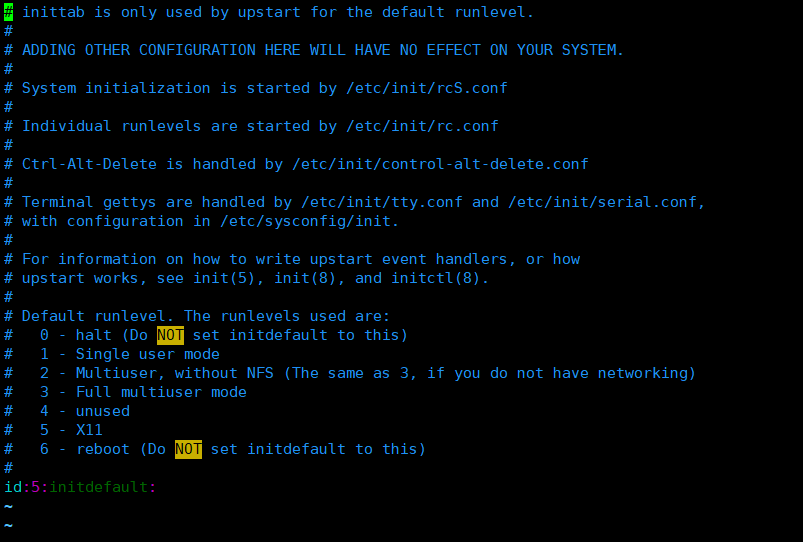 # inittab is only used by upstart for the default runlevel.
#
# ADDING OTHER CONFIGURATION HERE WILL HAVE NO EFFECT ON YOUR SYSTEM.
#
# System initialization is started by /etc/init/rcS.conf
#
# Individual runlevels are started by /etc/init/rc.conf
#
# Ctrl-Alt-Delete is handled by /etc/init/control-alt-delete.conf
#
# Terminal gettys are handled by /etc/init/tty.conf and /etc/init/serial.conf,
# with configuration in /etc/sysconfig/init.
#
# For information on how to write upstart event handlers, or how
# upstart works, see init(5), init(8), and initctl(8).
#
# Default runlevel. The runlevels used are:
#   0 - halt (Do NOT set initdefault to this)
#   1 - Single user mode
#   2 - Multiuser, without NFS (The same as 3, if you do not have networking)
#   3 - Full multiuser mode
#   4 - unused
#   5 - X11
#   6 - reboot (Do NOT set initdefault to this)
#
id:5:initdefault:
~
~